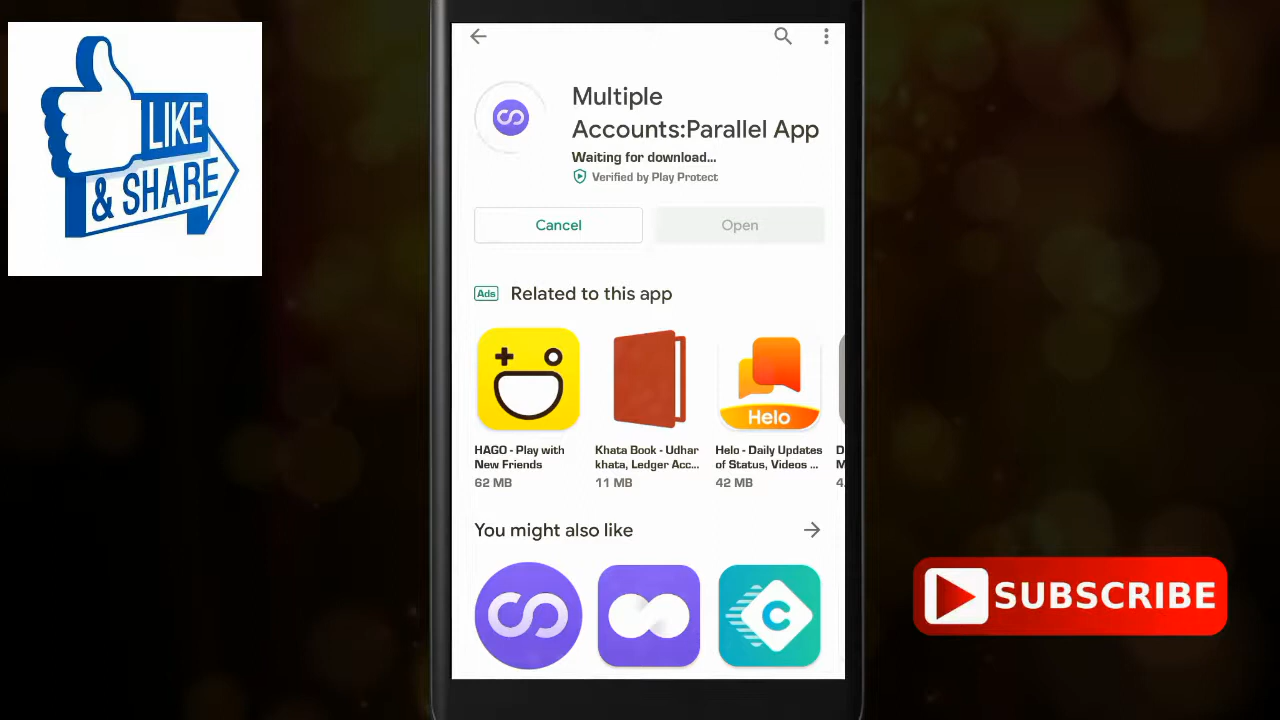 LIKE
& SHARE
Multiple
Accounts:Parallel App
Waiting for download...
Verified by Play Protect
Cancel
Open
Ads Related to this app
Helo
HAGO - Play with
New Friends
62 MB
Khata Book - Udhar
khata, Ledger Acc...
11 MB
Helo - Daily Updates
of Status, Videos ...
42 MB
You might also like
C
SUBSCRIBE